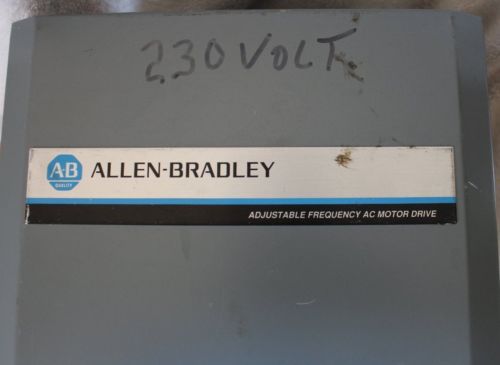 230 VOLT.
A-B
QUALITY
ALLEN-BRADLEY
ADJUSTABLE FREQUENCY AC MOTOR DRIVE